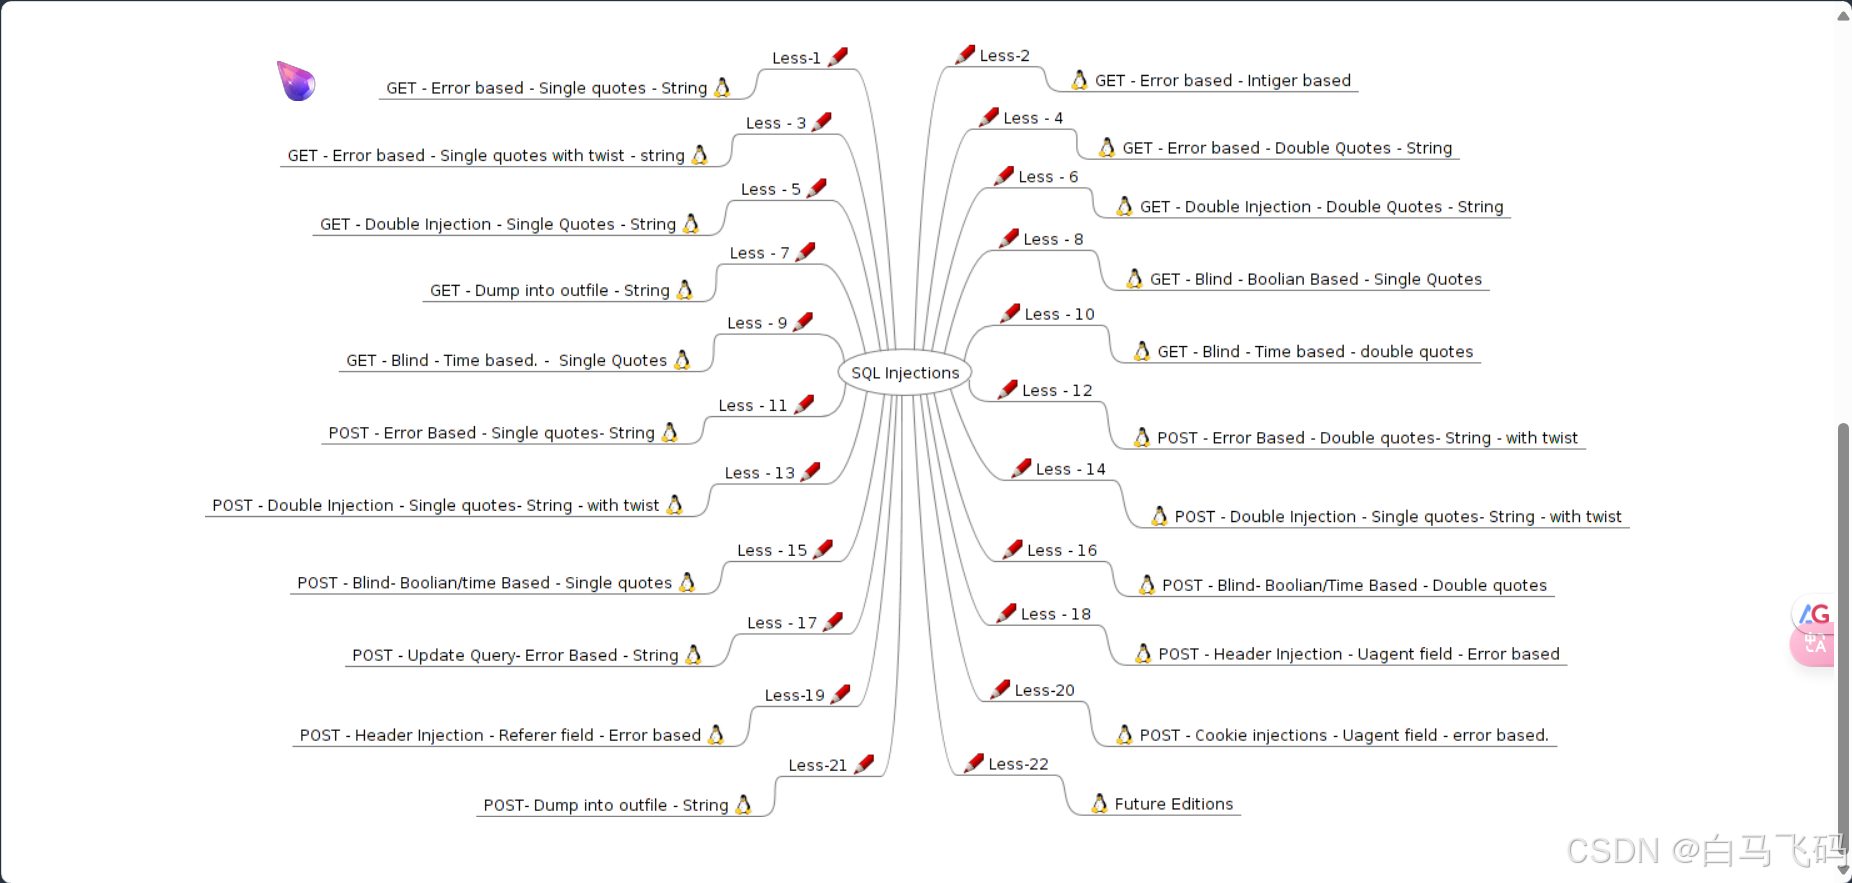 Less-1
GET - Error based - Single quotes - String
Less - 3
GET - Error based - Single quotes with twist - string
Less - 5
GET - Double Injection - Single Quotes - String
Less - 7
GET - Dump into outfile - String
Less - 9
GET - Blind - Time based. -  Single Quotes
Less - 11
POST - Error Based - Single quotes- String
Less - 13
POST - Double Injection - Single quotes- String - with twist
Less - 15
POST - Blind- Boolian/time Based - Single quotes
Less - 17
POST - Update Query- Error Based - String
Less-19
POST - Header Injection - Referer field - Error based
Less-21
POST- Dump into outfile - String
SQL Injections
Less-2
GET - Error based - Intiger based
Less - 4
GET - Error based - Double Quotes - String
Less - 6
GET - Double Injection - Double Quotes - String
Less - 8
GET - Blind - Boolian Based - Single Quotes
Less - 10
GET - Blind - Time based - double quotes
Less - 12
POST - Error Based - Double quotes- String - with twist
Less - 14
POST - Double Injection - Single quotes- String - with twist
Less - 16
POST - Blind- Boolian/Time Based - Double quotes
Less - 18
POST - Header Injection - Uagent field - Error based
Less-20
POST - Cookie injections - Uagent field - error based.
Less-22
Future Editions
AG
中A
CSDN @白马飞码